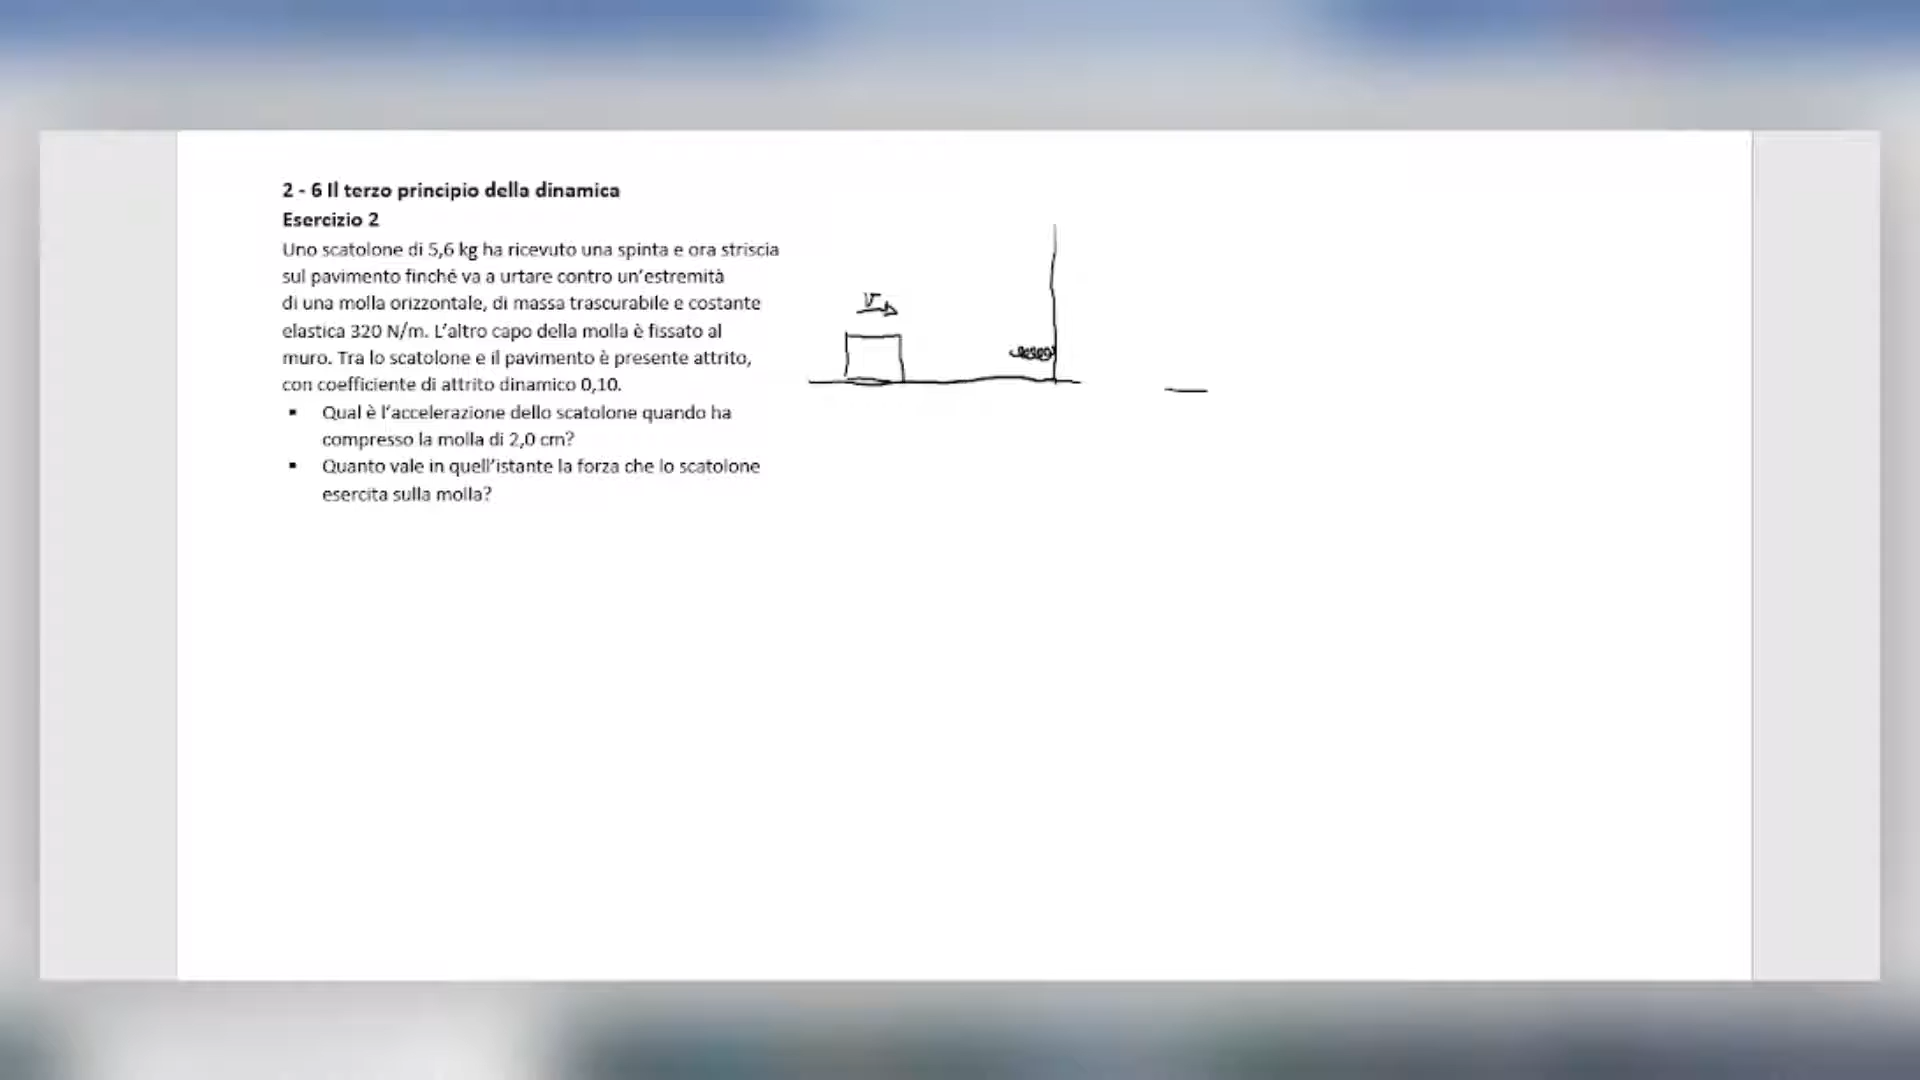 2 - 6 Il terzo principio della dinamica
Esercizio 2
Uno scatolone di 5,6 kg ha ricevuto una spinta e ora striscia
sul pavimento finché va a urtare contro un'estremità
di una molla orizzontale, di massa trascurabile e costante
elastica 320 N/m. L'altro capo della molla è fissato al
muro. Tra lo scatolone e il pavimento è presente attrito,
con coefficiente di attrito dinamico 0,10.
▪ Qual è l'accelerazione dello scatolone quando ha
compresso la molla di 2,0 cm?
▪ Quanto vale in quell'istante la forza che lo scatolone
esercita sulla molla?
v